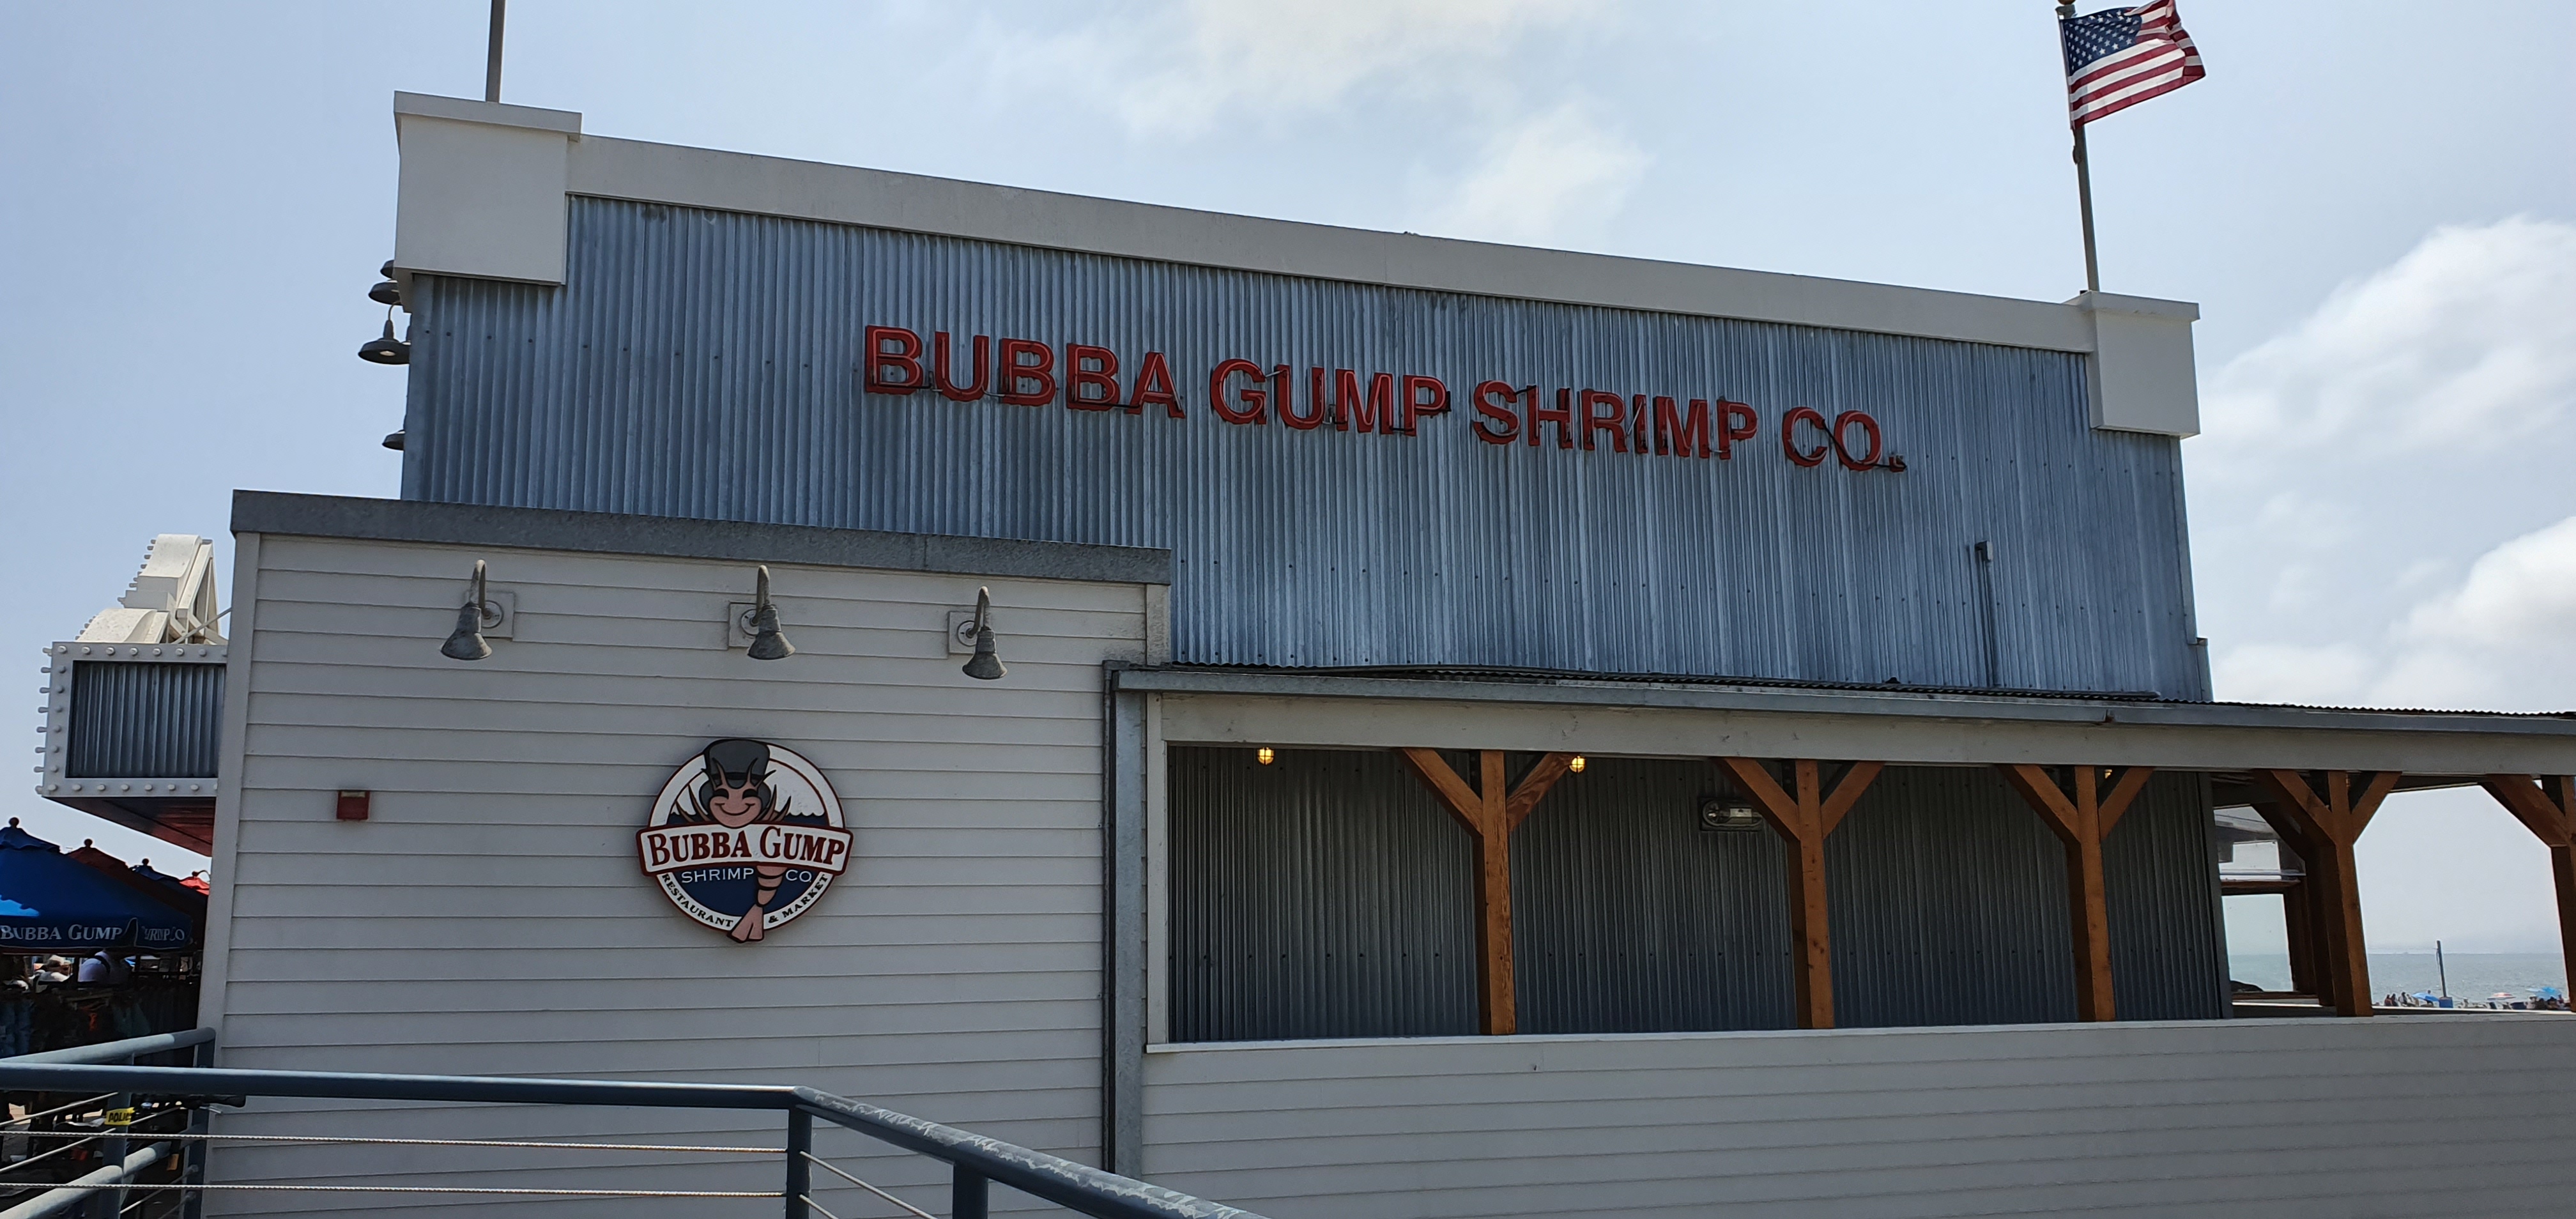 BUBBA GUMP SHRIMP CO.
BUBBA GUMP
SHRIMP CO
RESTAURANT & MARKET
BUBBA GUMP SHRIMP CO